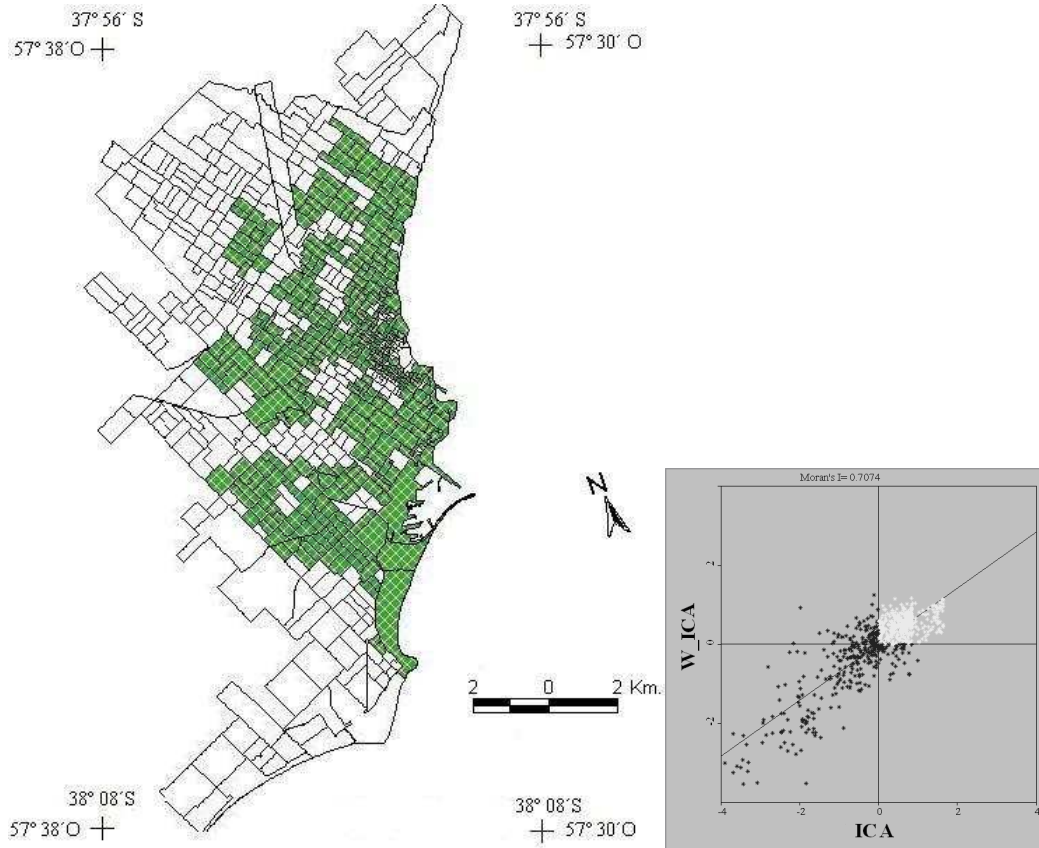 37° 56´ S
57° 38´O
37° 56´ S
57° 30´ O
N
2 0 2 Km.
38° 08´S
57° 38´O
38° 08´S
57° 30´O
Moran's I= 0.7074
W_ICA
2
0
-2
-4 -2 0 2 4
ICA